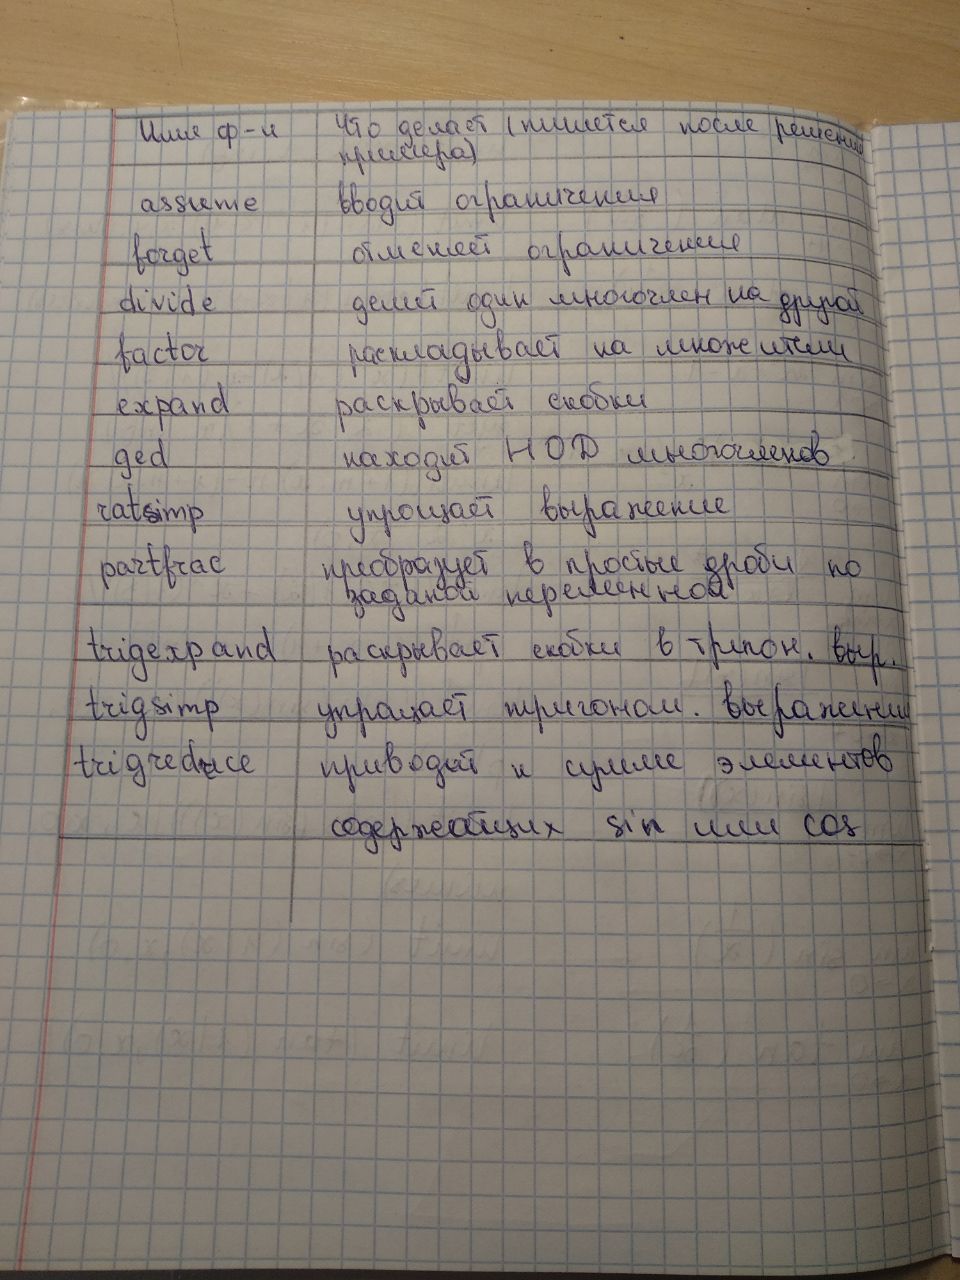 Имя ф-и Что делает (пишется после решения
примера)
assume вводит ограничения
forget отменяет ограничения
divide делит один многочлен на другой
factor раскладывает на множители
expand раскрывает скобки
gcd находит НОД многочленов
ratsimp упрощает выражение
partfrac преобразует в простые дроби по
заданой переменной
trigexpand раскрывает скобки в тригон. выр.
trigsimp упращает тригоном. выражения
trigreduce приводит к сумме элементов
содержащих sin или cos